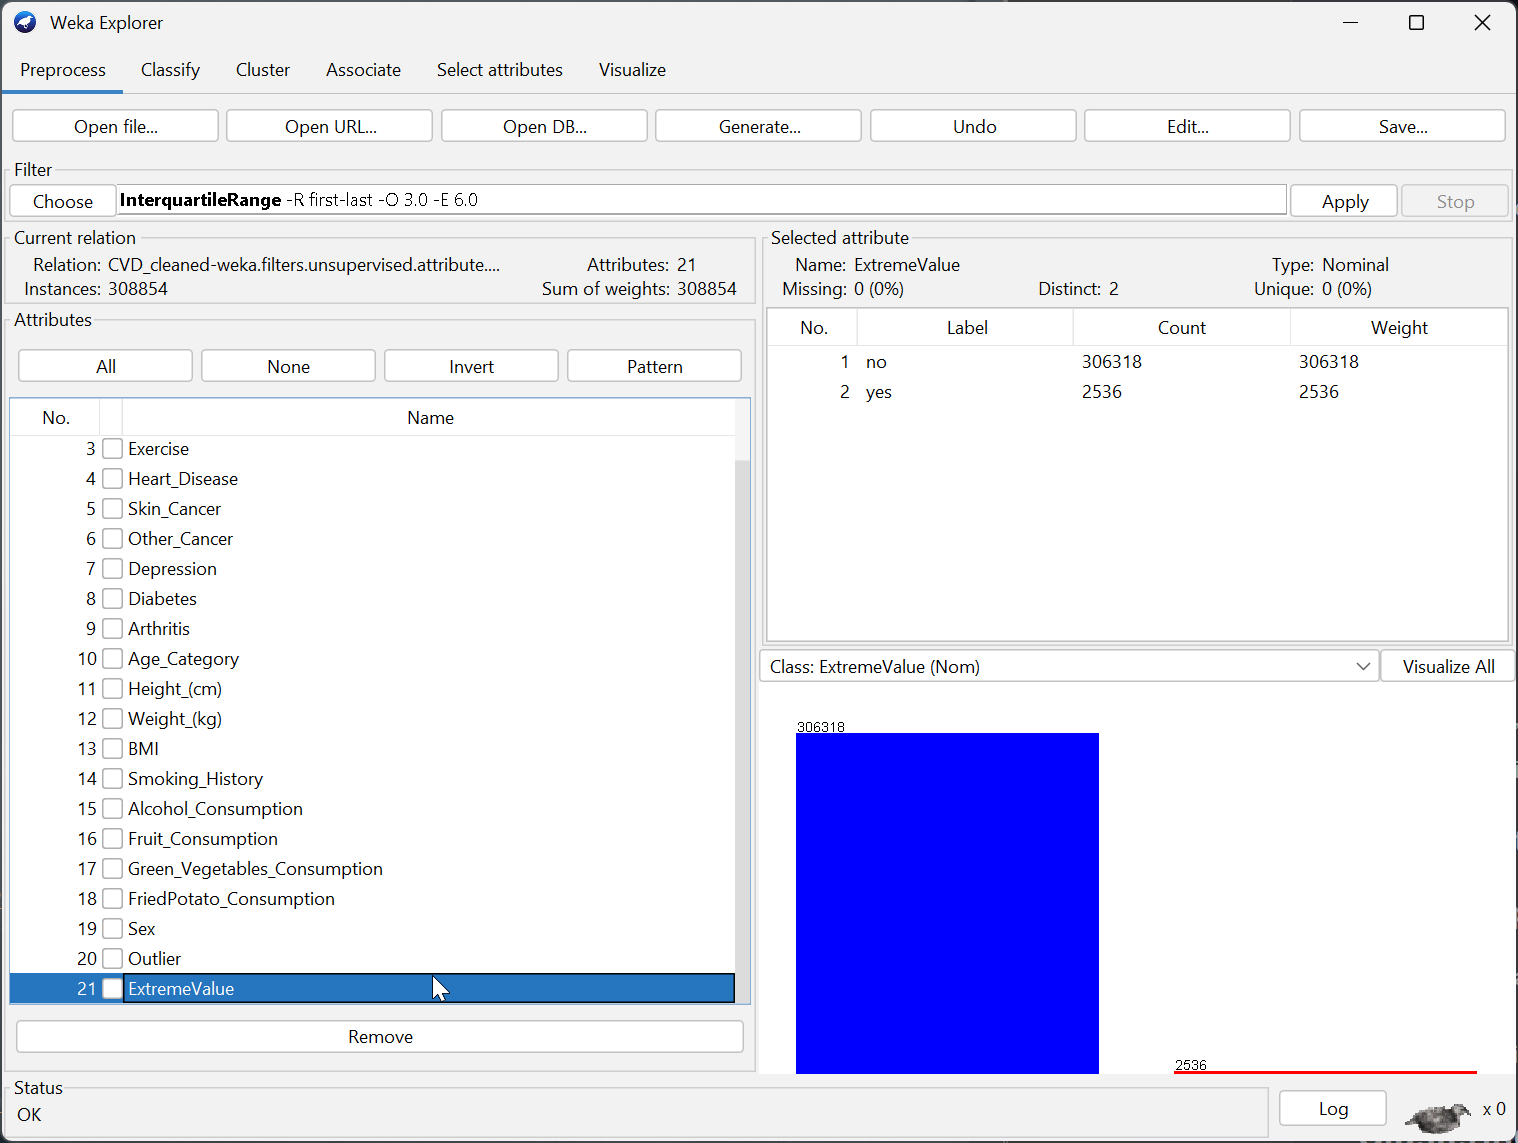 Weka Explorer
Preprocess Classify Cluster Associate Select attributes Visualize
Open file... Open URL... Open DB... Generate... Undo Edit... Save...
Filter
Choose InterquartileRange -R first-last -O 3.0 -E 6.0 Apply Stop
Current relation
Relation: CVD_cleaned-weka.filters.unsupervised.attribute.... Attributes: 21
Instances: 308854 Sum of weights: 308854
Attributes
All None Invert Pattern
No. Name
3 Exercise
4 Heart_Disease
5 Skin_Cancer
6 Other_Cancer
7 Depression
8 Diabetes
9 Arthritis
10 Age_Category
11 Height_(cm)
12 Weight_(kg)
13 BMI
14 Smoking_History
15 Alcohol_Consumption
16 Fruit_Consumption
17 Green_Vegetables_Consumption
18 FriedPotato_Consumption
19 Sex
20 Outlier
21 ExtremeValue
Remove
Selected attribute
Name: ExtremeValue Type: Nominal
Missing: 0 (0%) Distinct: 2 Unique: 0 (0%)
No. Label Count Weight
1 no 306318 306318
2 yes 2536 2536
Class: ExtremeValue (Nom) Visualize All
306318
2536
Status
OK
Log x 0